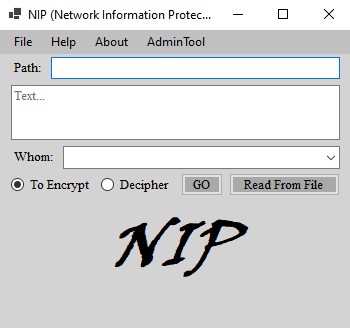 NIP (Network Information Protec...
File Help About AdminTool
Path:
Text...
Whom:
To Encrypt Decipher GO Read From File
NIP